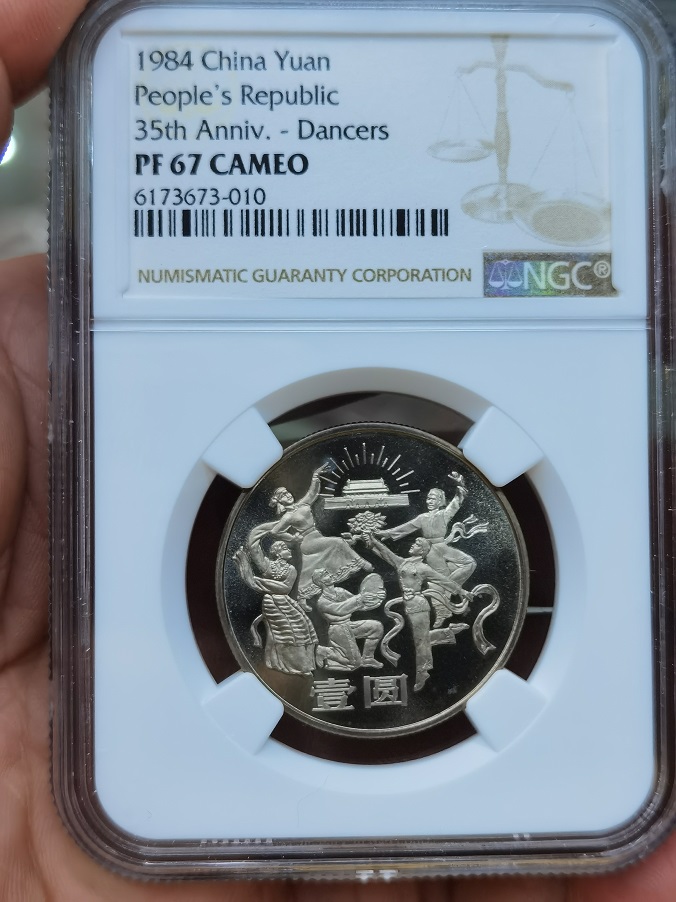 1984 China Yuan
People's Republic
35th Anniv. - Dancers
PF 67 CAMEO
6173673-010
NUMISMATIC GUARANTY CORPORATION
NGC®
壹圆